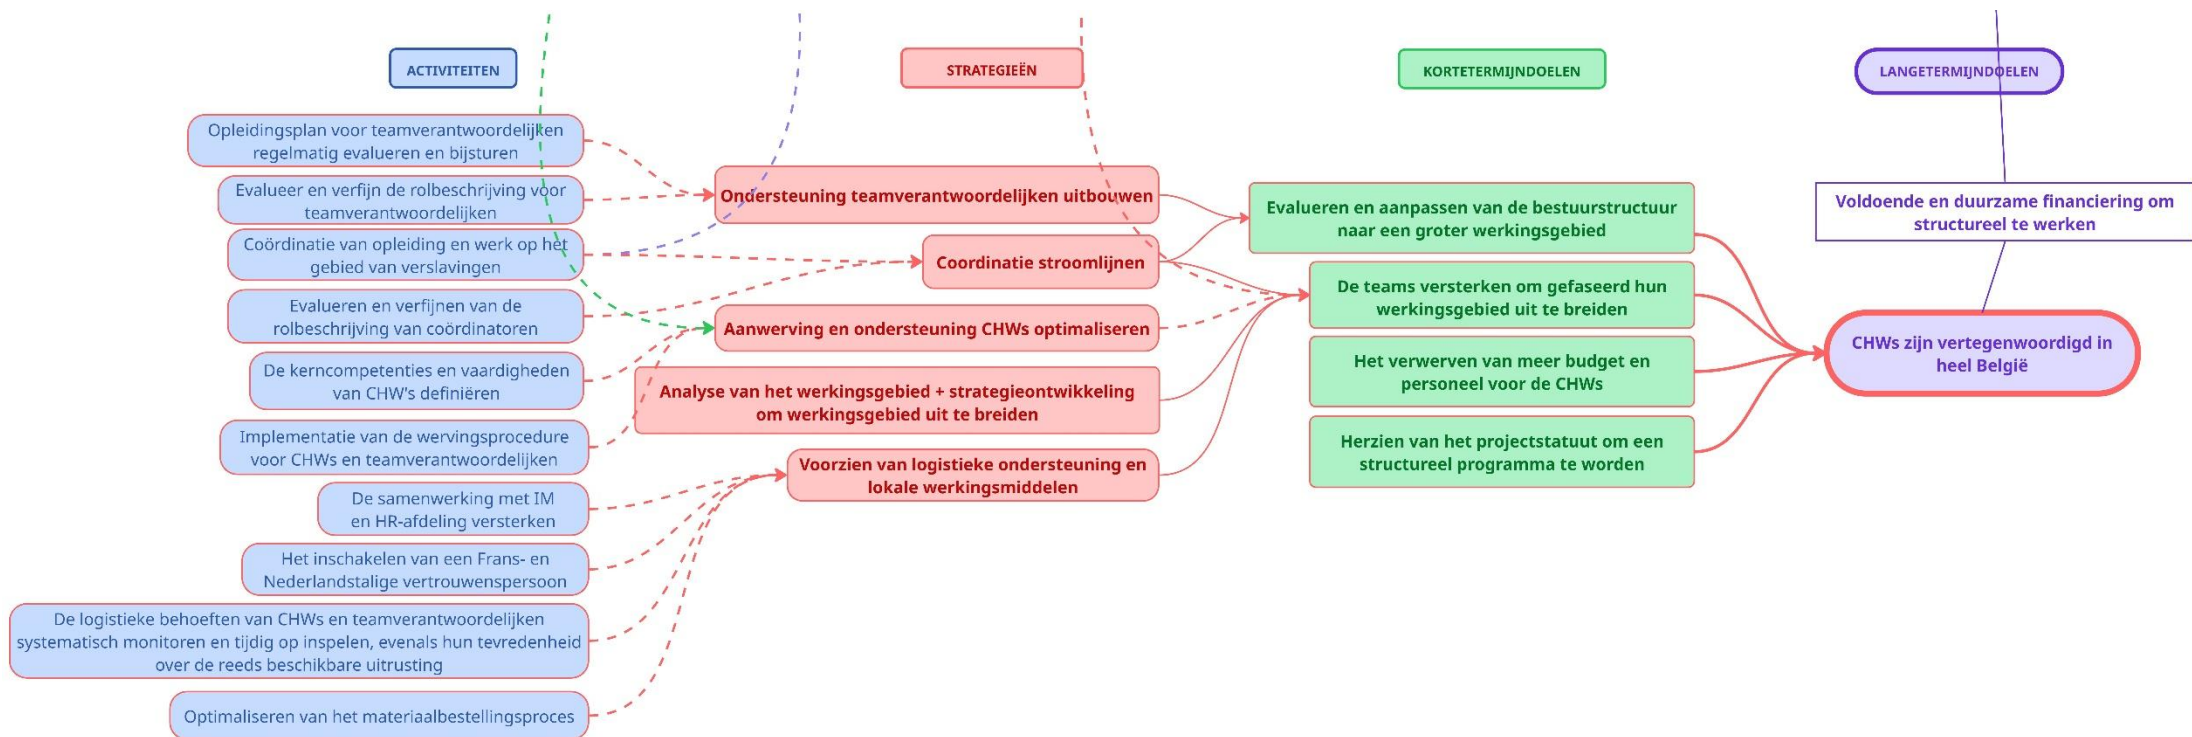 ACTIVITEITEN
STRATEGIEËN
KORTETERMIJNDOELEN
LANGETERMIJNDOELEN
Opleidingsplan voor teamverantwoordelijken
regelmatig evalueren en bijsturen
Evalueer en verfijn de rolbeschrijving voor
teamverantwoordelijken
Coördinatie van opleiding en werk op het
gebied van verslavingen
Evalueren en verfijnen van de
rolbeschrijving van coördinatoren
De kerncompetenties en vaardigheden
van CHW's definiëren
Implementatie van de wervingsprocedure
voor CHWs en teamverantwoordelijken
De samenwerking met IM
en HR-afdeling versterken
Het inschakelen van een Frans- en
Nederlandstalige vertrouwenspersoon
De logistieke behoeften van CHWs en teamverantwoordelijken
systematisch monitoren en tijdig op inspelen, evenals hun tevredenheid
over de reeds beschikbare uitrusting
Optimaliseren van het materiaalbestellingsproces
Ondersteuning teamverantwoordelijken uitbouwen
Coordinatie stroomlijnen
Aanwerving en ondersteuning CHWs optimaliseren
Analyse van het werkingsgebied + strategieontwikkeling
om werkingsgebied uit te breiden
Voorzien van logistieke ondersteuning en
lokale werkingsmiddelen
Evalueren en aanpassen van de bestuurstructuur
naar een groter werkingsgebied
De teams versterken om gefaseerd hun
werkingsgebied uit te breiden
Het verwerven van meer budget en
personeel voor de CHWs
Herzien van het projectstatuut om een
structureel programma te worden
Voldoende en duurzame financiering om
structureel te werken
CHWs zijn vertegenwoordigd in
heel België